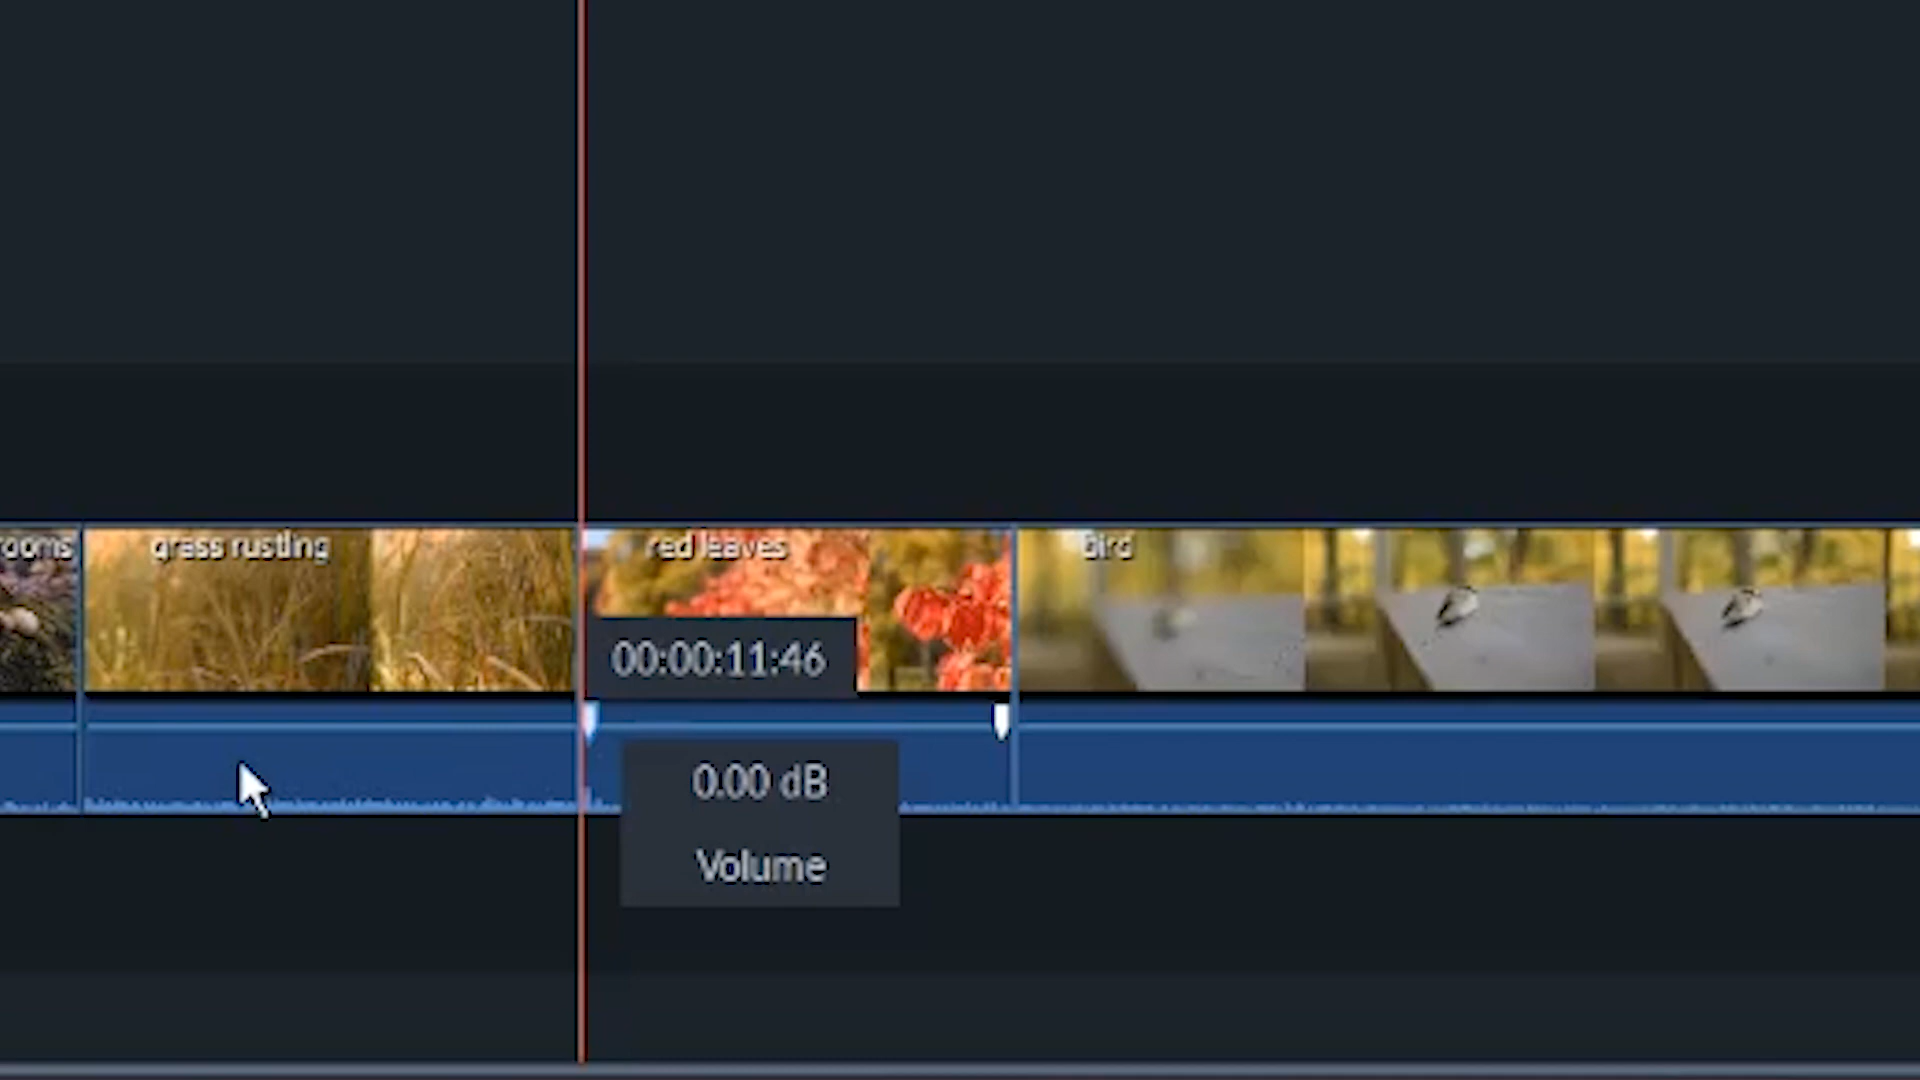 ooms
grass rustling
red leaves
Bird
00:00:11:46
0.00 dB
Volume